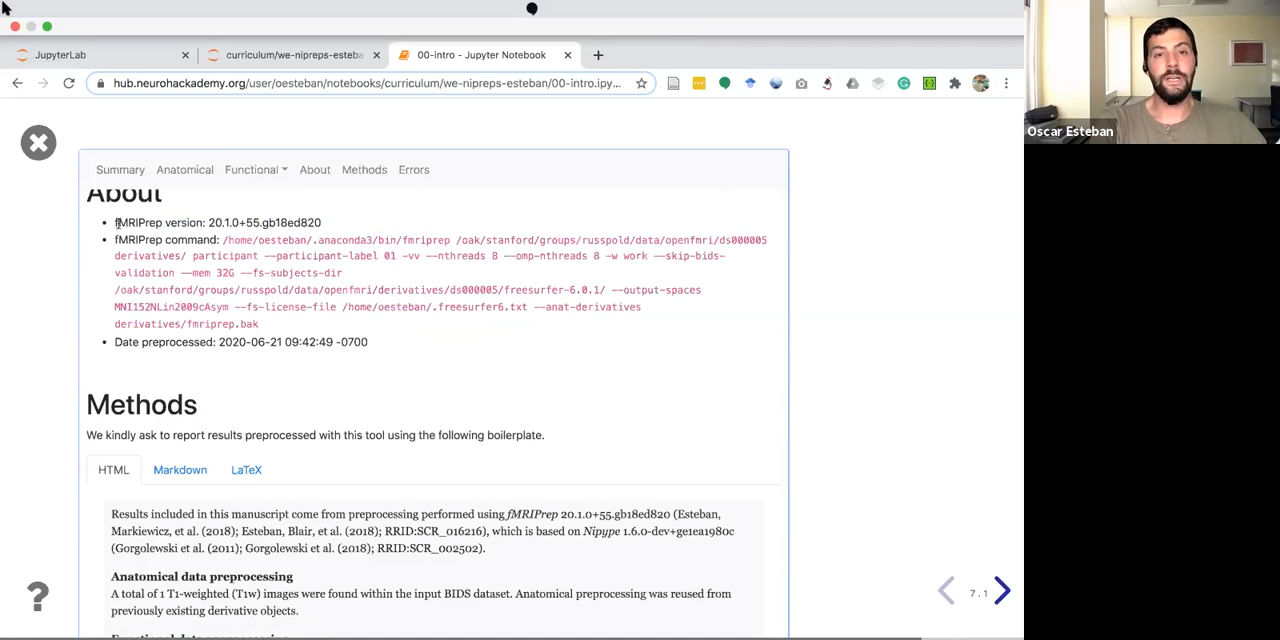 JupyterLab
curriculum/we-nipreps-esteba
00-intro - Jupyter Notebook
hub.neurohackademy.org/user/oesteban/notebooks/curriculum/we-nipreps-esteban/00-intro.ipy...
Oscar Esteban
Summary Anatomical Functional About Methods Errors
About
• fMRIPrep version: 20.1.0+55.gb18ed820
• fMRIPrep command: /home/oesteban/.anaconda3/bin/fmriprep /oak/stanford/groups/russpold/data/openfmri/ds000005
derivatives/ participant --participant-label 01 -vv --nthreads 8 --omp-nthreads 8 -w work --skip-bids-
validation --mem 32G --fs-subjects-dir
/oak/stanford/groups/russpold/data/openfmri/derivatives/ds000005/freesurfer-6.0.1/ --output-spaces
MNI152NLin2009cAsym --fs-license-file /home/oesteban/.freesurfer6.txt --anat-derivatives
derivatives/fmriprep.bak
• Date preprocessed: 2020-06-21 09:42:49 -0700
Methods
We kindly ask to report results preprocessed with this tool using the following boilerplate.
HTML Markdown LaTeX
Results included in this manuscript come from preprocessing performed using fMRIPrep 20.1.0+55.gb18ed820 (Esteban,
Markiewicz, et al. (2018); Esteban, Blair, et al. (2018); RRID:SCR_016216), which is based on Nipype 1.6.0-dev+ge1ea1980c
(Gorgolewski et al. (2011); Gorgolewski et al. (2018); RRID:SCR_002502).
Anatomical data preprocessing
A total of 1 T1-weighted (T1w) images were found within the input BIDS dataset. Anatomical preprocessing was reused from
previously existing derivative objects.
?
7.1